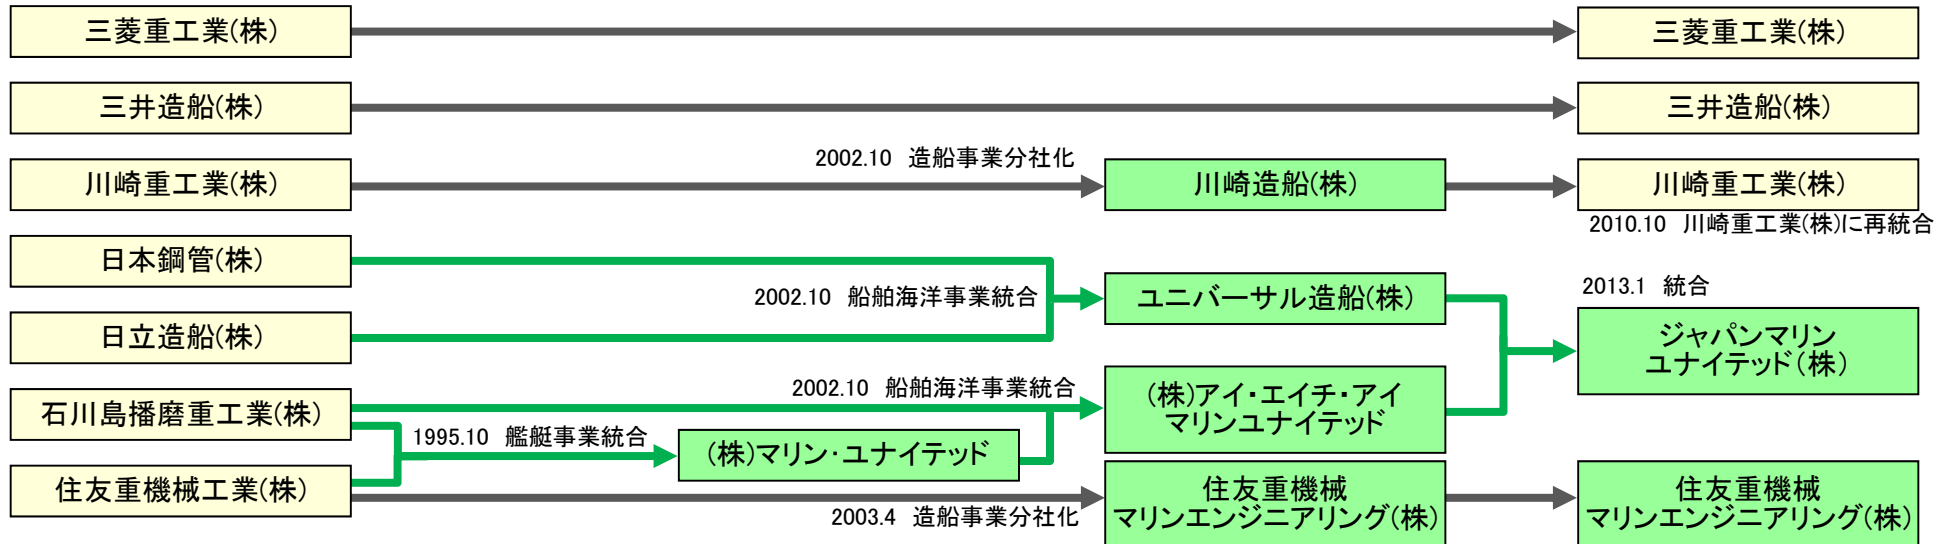 三菱重工業(株)
三菱重工業(株)
三井造船(株)
三井造船(株)
2002.10 造船事業分社化
川崎重工業(株)
川崎造船(株)
川崎重工業(株)
2010.10 川崎重工業(株)に再統合
日本鋼管(株)
2002.10 船舶海洋事業統合
ユニバーサル造船(株)
2013.1 統合
日立造船(株)
ジャパンマリン
ユナイテッド(株)
2002.10 船舶海洋事業統合
石川島播磨重工業(株)
(株)アイ・エイチ・アイ
マリンユナイテッド
1995.10 艦艇事業統合
(株)マリン・ユナイテッド
住友重機械工業(株)
2003.4 造船事業分社化
住友重機械
マリンエンジニアリング(株)
住友重機械
マリンエンジニアリング(株)